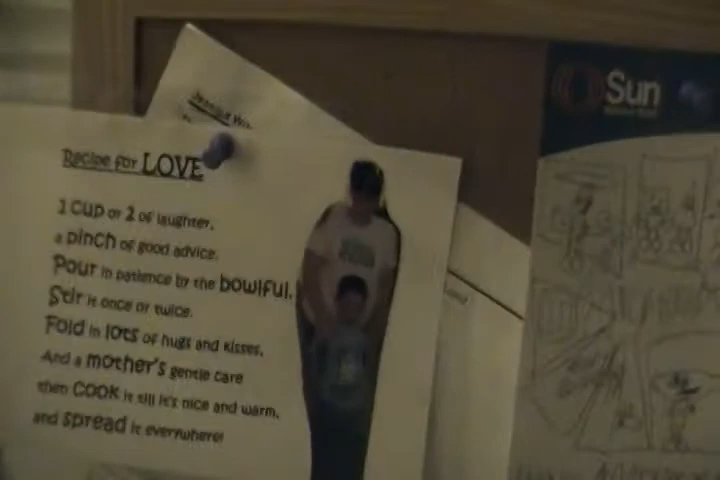 Recipe for LOVE
1 Cup or 2 of laughter,
a pinch of good advice.
Pour in patience by the bowlful,
Stir it once or twice.
Fold in lots of hugs and kisses,
And a mother's gentle care
then COOK it till it's nice and warm,
and spread it everywhere!
Sun